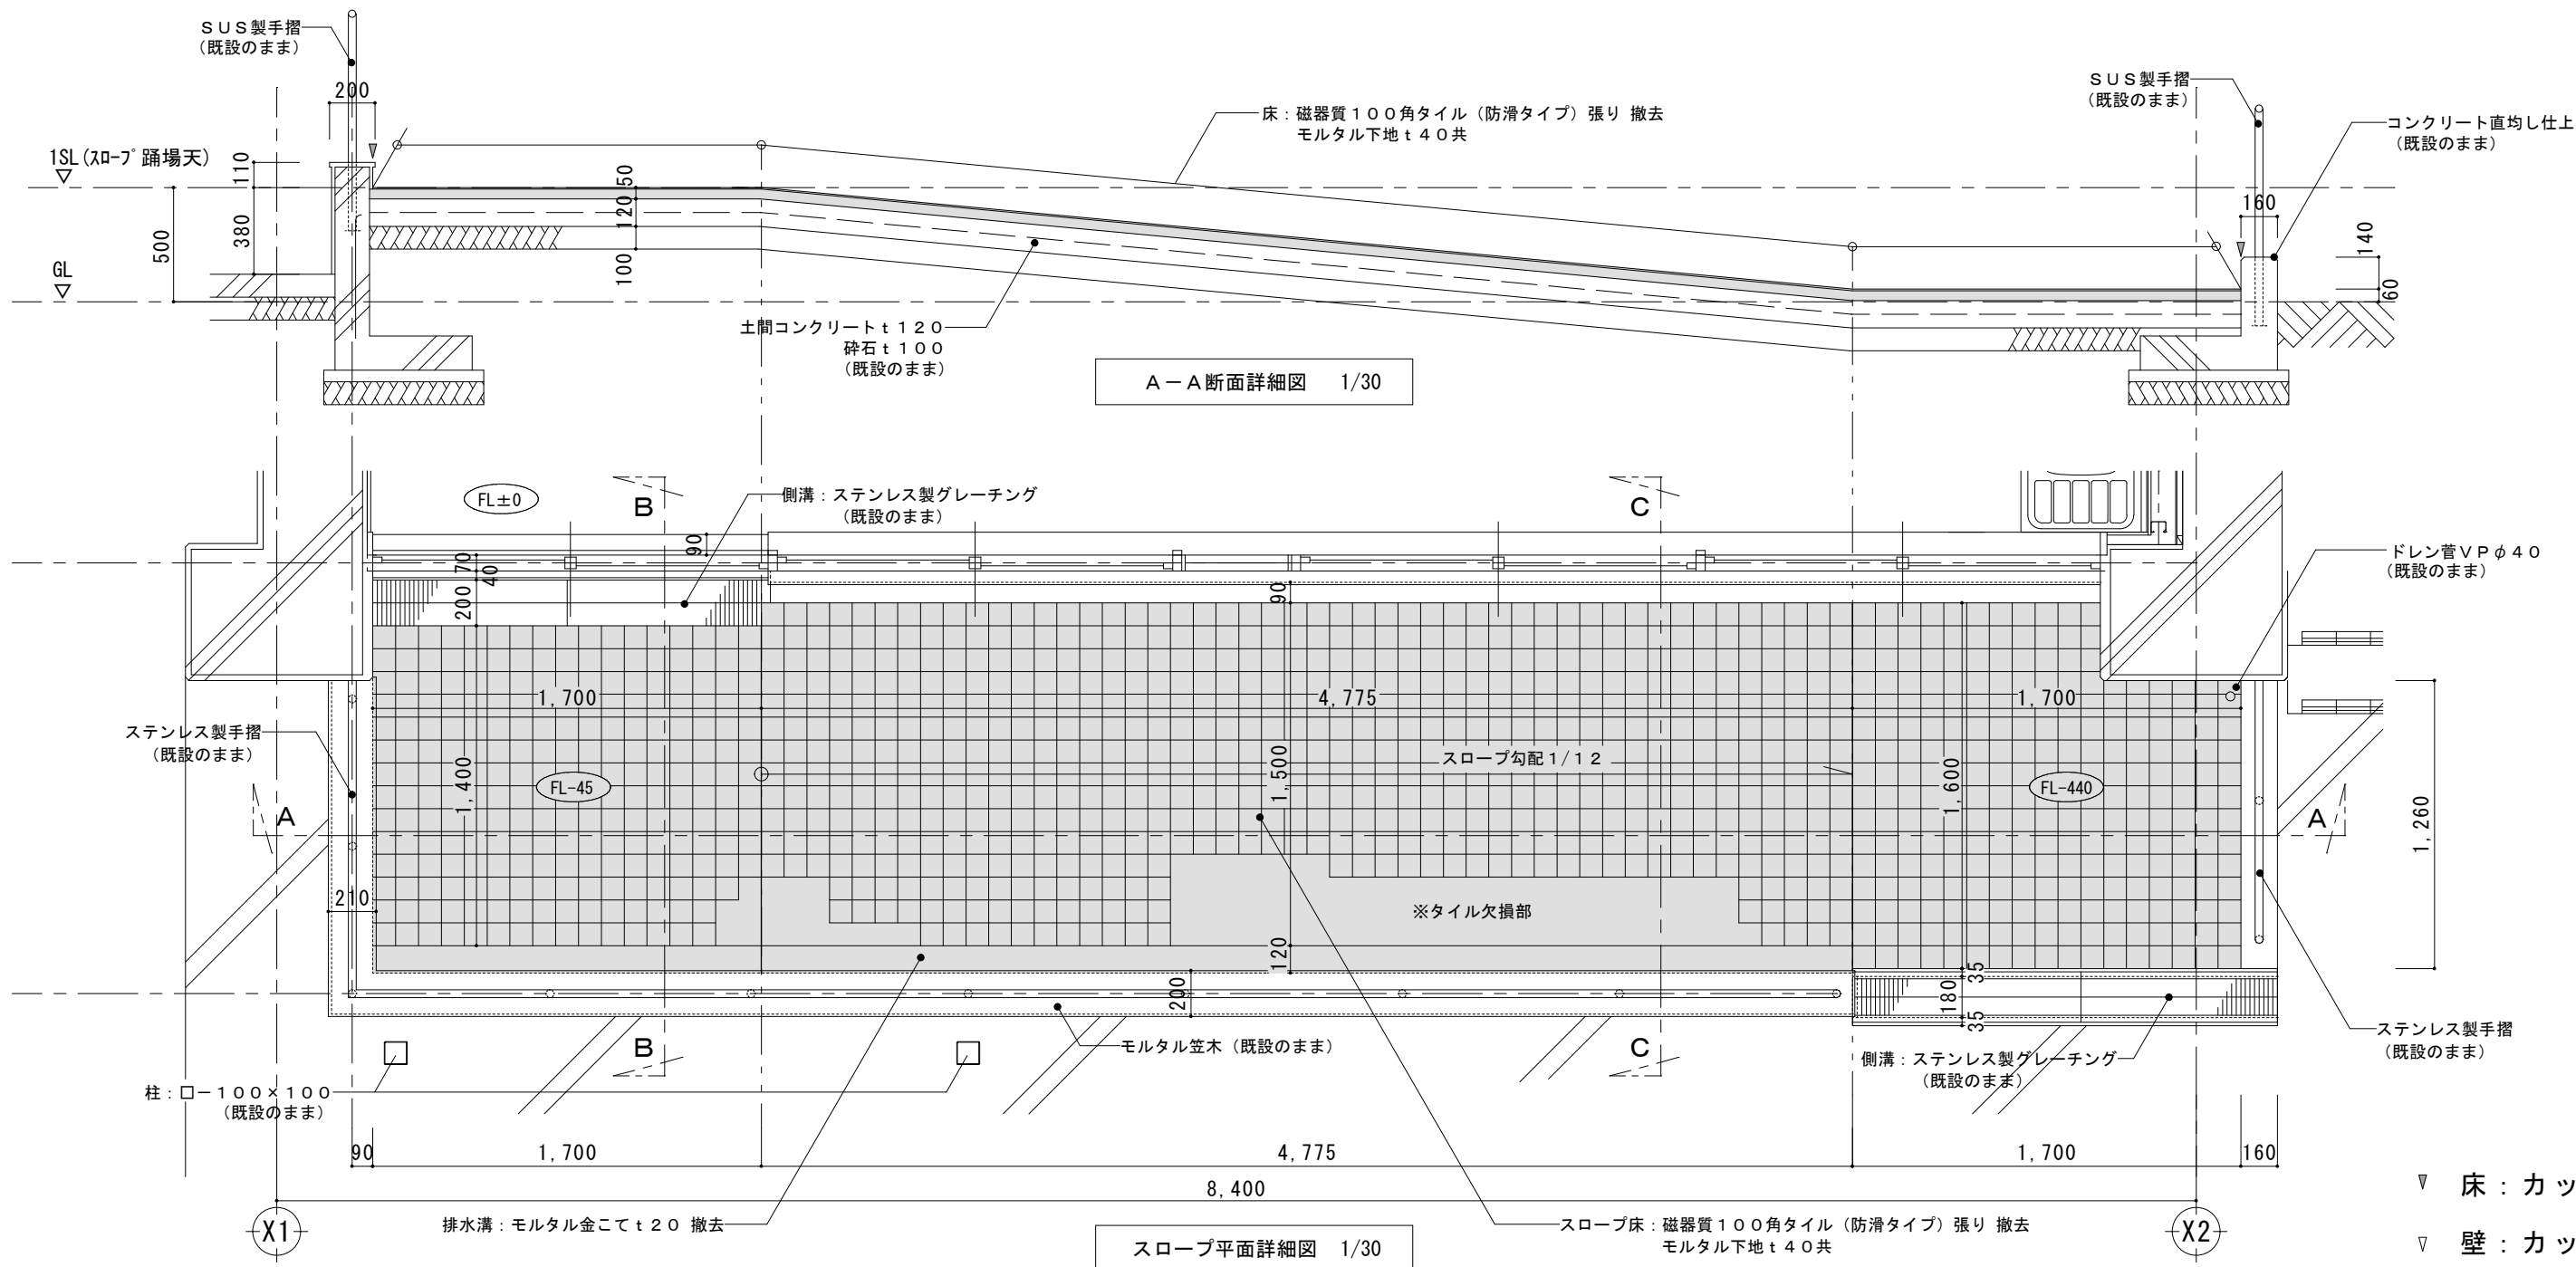 ＳＵＳ製手摺
（既設のまま）
200
1SL(ｽﾛｰﾌﾟ踊場天)
110
380
500
GL
50
120
100
床：磁器質１００角タイル（防滑タイプ）張り 撤去
モルタル下地ｔ４０共
土間コンクリートｔ１２０
砕石ｔ１００
（既設のまま）
Ａ－Ａ断面詳細図　1/30
ＳＵＳ製手摺
（既設のまま）
コンクリート直均し仕上
（既設のまま）
160
140
60
FL±0
B
側溝：ステンレス製グレーチング
（既設のまま）
C
90
70
40
200
90
ドレン菅ＶＰφ４０
（既設のまま）
1,700
4,775
1,700
ステンレス製手摺
（既設のまま）
1,400
FL-45
1,500
スロープ勾配１/１２
1,600
FL-440
A
A
1,260
210
※タイル欠損部
120
200
35
180
35
B
モルタル笠木（既設のまま）
C
側溝：ステンレス製グレーチング
（既設のまま）
ステンレス製手摺
（既設のまま）
柱：□－１００×１００
（既設のまま）
90
1,700
4,775
1,700
160
8,400
X1
排水溝：モルタル金こてｔ２０ 撤去
スロープ平面詳細図　1/30
スロープ床：磁器質１００角タイル（防滑タイプ）張り 撤去
モルタル下地ｔ４０共
X2
床：カッ
壁：カッ